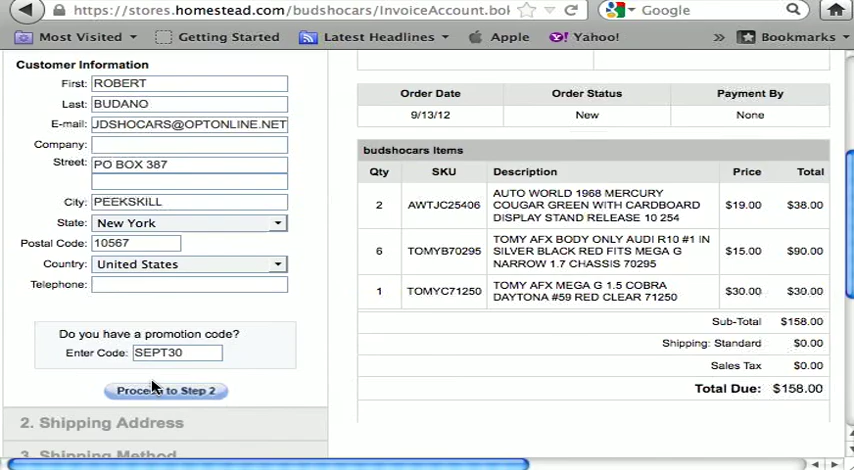 https://stores.homestead.com/budshocars/InvoiceAccount.bol
Google
Most Visited
Getting Started
Latest Headlines
Apple
Yahoo!
»
Bookmarks
Customer Information
First: ROBERT
Last: BUDANO
E-mail: JDSHOCARS@OPTONLINE.NET
Company:
Street: PO BOX 387
City: PEEKSKILL
State: New York
Postal Code: 10567
Country: United States
Telephone:
Do you have a promotion code?
Enter Code: SEPT30
Proceed to Step 2
2. Shipping Address
3. Shipping Method
Order Date Order Status Payment By
9/13/12 New None
budshocars Items
Qty SKU Description Price Total
2 AWTJC25406 AUTO WORLD 1968 MERCURY COUGAR GREEN WITH CARDBOARD DISPLAY STAND RELEASE 10 254 $19.00 $38.00
6 TOMYB70295 TOMY AFX BODY ONLY AUDI R10 #1 IN SILVER BLACK RED FITS MEGA G NARROW 1.7 CHASSIS 70295 $15.00 $90.00
1 TOMYC71250 TOMY AFX MEGA G 1.5 COBRA DAYTONA #59 RED CLEAR 71250 $30.00 $30.00
Sub-Total $158.00
Shipping: Standard $0.00
Sales Tax $0.00
Total Due: $158.00